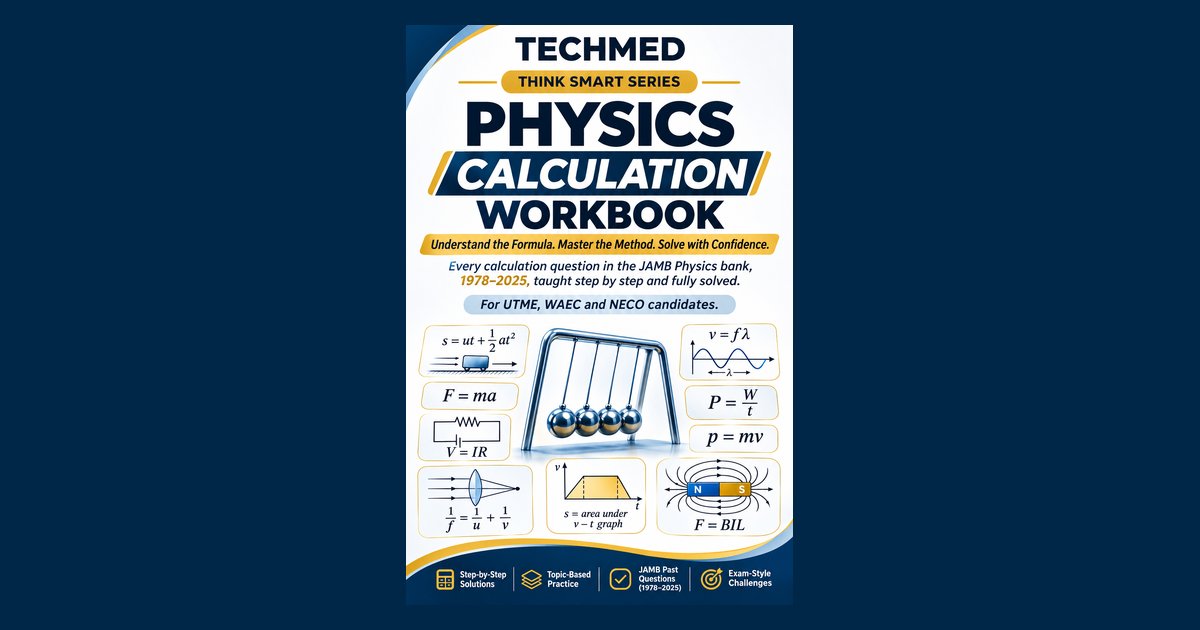 TECHMED
THINK SMART SERIES
PHYSICS
CALCULATION
WORKBOOK
Understand the Formula. Master the Method. Solve with Confidence.
Every calculation question in the JAMB Physics bank,
1978–2025, taught step by step and fully solved.
For UTME, WAEC and NECO candidates.
s = ut + 1/2 at²
F = ma
V = IR
1/f = 1/u + 1/v
v
t
s = area under
v – t graph
v = fλ
λ
P = W/t
p = mv
N S
F = BIL
Step-by-Step
Solutions
Topic-Based
Practice
JAMB Past
Questions
(1978–2025)
Exam-Style
Challenges